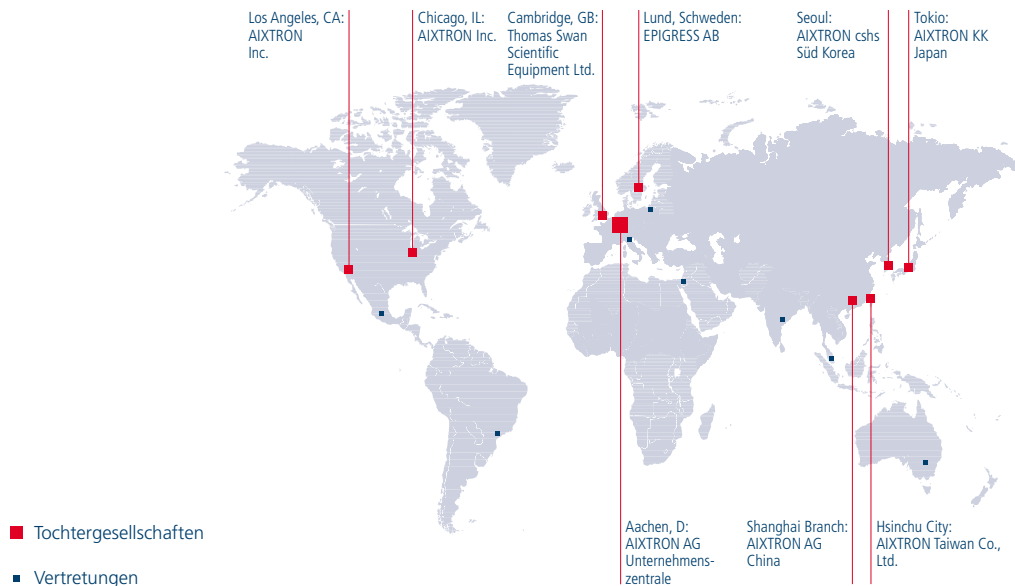 Los Angeles, CA:
AIXTRON
Inc.
Chicago, IL:
AIXTRON Inc.
Cambridge, GB:
Thomas Swan
Scientific
Equipment Ltd.
Lund, Schweden:
EPIGRESS AB
Seoul:
AIXTRON cshs
Süd Korea
Tokio:
AIXTRON KK
Japan
Tochtergesellschaften
Vertretungen
Aachen, D:
AIXTRON AG
Unternehmens-
zentrale
Shanghai Branch:
AIXTRON AG
China
Hsinchu City:
AIXTRON Taiwan Co.,
Ltd.